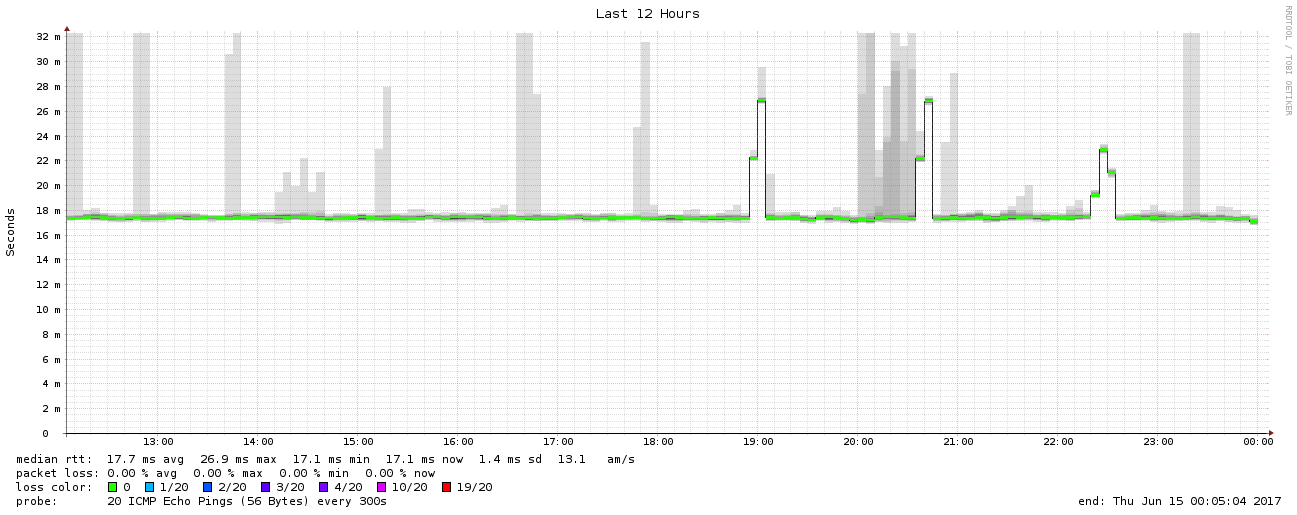 Last 12 Hours
RRDTOOL / TOBI OETIKER
Seconds
32 m
30 m
28 m
26 m
24 m
22 m
20 m
18 m
16 m
14 m
12 m
10 m
8 m
6 m
4 m
2 m
0
13:00 14:00 15:00 16:00 17:00 18:00 19:00 20:00 21:00 22:00 23:00 00:00
median rtt: 17.7 ms avg 26.9 ms max 17.1 ms min 17.1 ms now 1.4 ms sd 13.1 am/s
packet loss: 0.00 % avg 0.00 % max 0.00 % min 0.00 % now
loss color: 0 1/20 2/20 3/20 4/20 10/20 19/20
probe: 20 ICMP Echo Pings (56 Bytes) every 300s end: Thu Jun 15 00:05:04 2017